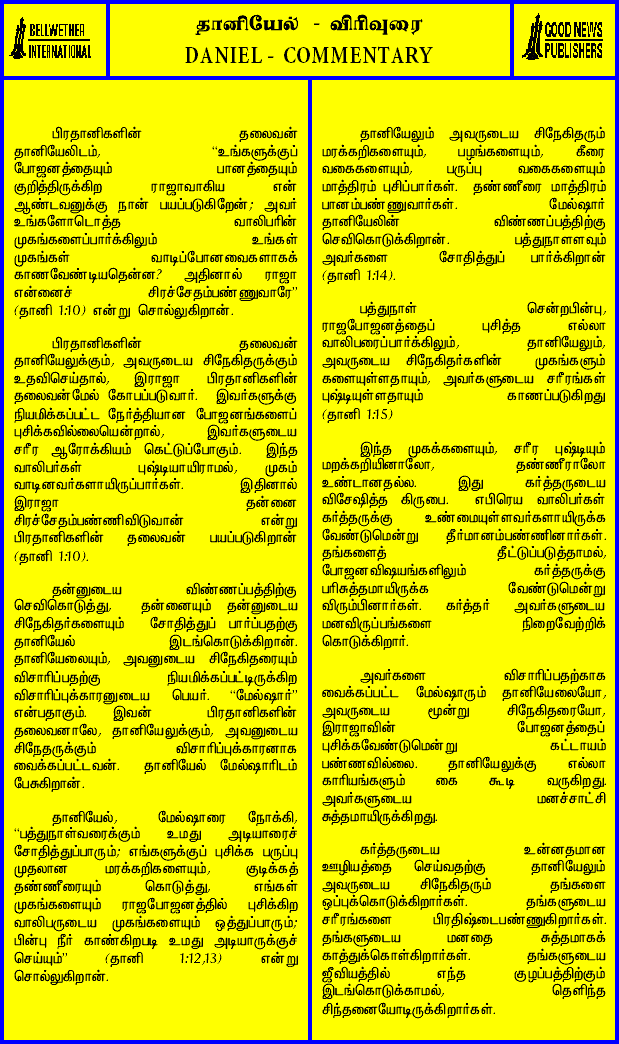 BELLWETHER
INTERNATIONAL
தானியேல் - விரிவுரை
DANIEL - COMMENTARY
GOOD NEWS
PUBLISHERS
பிரதானிகளின் தலைவன்
தானியேலிடம், “உங்களுக்குப்
போஜனத்தையும் பானத்தையும்
குறித்திருக்கிற ராஜாவாகிய என்
ஆண்டவனுக்கு நான் பயப்படுகிறேன்; அவர்
உங்களோடொத்த வாலிபரின்
முகங்களைப்பார்க்கிலும் உங்கள்
முகங்கள் வாடிப்போனவைகளாகக்
காணவேண்டியதென்ன? அதினால் ராஜா
என்னைச் சிரச்சேதம்பண்ணுவாரே”
(தானி 1:10) என்று சொல்லுகிறான்.
பிரதானிகளின் தலைவன்
தானியேலுக்கும், அவருடைய சிநேகிதருக்கும்
உதவிசெய்தால், இராஜா பிரதானிகளின்
தலைவன்மேல் கோபப்படுவார். இவர்களுக்கு
நியமிக்கப்பட்ட நேர்த்தியான போஜனங்களைப்
புசிக்கவில்லையென்றால், இவர்களுடைய
சரீர ஆரோக்கியம் கெட்டுப்போகும். இந்த
வாலிபர்கள் புஷ்டியாயிராமல், முகம்
வாடினவர்களாயிருப்பார்கள். இதினால்
இராஜா தன்னை
சிரச்சேதம்பண்ணிவிடுவான் என்று
பிரதானிகளின் தலைவன் பயப்படுகிறான்
(தானி 1:10).
தன்னுடைய விண்ணப்பத்திற்கு
செவிகொடுத்து, தன்னையும் தன்னுடைய
சிநேகிதர்களையும் சோதித்துப் பார்ப்பதற்கு
தானியேல் இடங்கொடுக்கிறான்.
தானியேலையும், அவனுடைய சிநேகிதரையும்
விசாரிப்பதற்கு நியமிக்கப்பட்டிருக்கிற
விசாரிப்புக்காரனுடைய பெயர். “மேல்ஷார்”
என்பதாகும். இவன் பிரதானிகளின்
தலைவனாலே, தானியேலுக்கும், அவனுடைய
சிநேதருக்கும் விசாரிப்புக்காரனாக
வைக்கப்பட்டவன். தானியேல் மேல்ஷாரிடம்
பேசுகிறான்.
தானியேல், மேல்ஷாரை நோக்கி,
“பத்துநாள்வரைக்கும் உமது அடியாரைச்
சோதித்துப்பாரும்; எங்களுக்குப் புசிக்க பருப்பு
முதலான மரக்கறிகளையும், குடிக்கத்
தண்ணீரையும் கொடுத்து, எங்கள்
முகங்களையும் ராஜபோஜனத்தில் புசிக்கிற
வாலிபருடைய முகங்களையும் ஒத்துப்பாரும்;
பின்பு நீர் காண்கிறபடி உமது அடியாருக்குச்
செய்யும்” (தானி 1:12,13) என்று
சொல்லுகிறான்.
தானியேலும் அவருடைய சிநேகிதரும்
மரக்கறிகளையும், பழங்களையும், கீரை
வகைகளையும், பருப்பு வகைகளையும்
மாத்திரம் புசிப்பார்கள். தண்ணீரை மாத்திரம்
பானம்பண்ணுவார்கள். மேல்ஷார்
தானியேலின் விண்ணப்பத்திற்கு
செவிகொடுக்கிறான். பத்துநாளளவும்
அவர்களை சோதித்துப் பார்க்கிறான்
(தானி 1:14).
பத்துநாள் சென்றபின்பு,
ராஜபோஜனத்தைப் புசித்த எல்லா
வாலிபரைப்பார்க்கிலும், தானியேலும்,
அவருடைய சிநேகிதர்களின் முகங்களும்
களையுள்ளதாயும், அவர்களுடைய சரீரங்கள்
புஷ்டியுள்ளதாயும் காணப்படுகிறது
(தானி 1:15)
இந்த முகக்களையும், சரீர புஷ்டியும்
மறக்கறியினாலோ, தண்ணீராலோ
உண்டானதல்ல. இது கர்த்தருடைய
விசேஷித்த கிருபை. எபிரெய வாலிபர்கள்
கர்த்தருக்கு உண்மையுள்ளவர்களாயிருக்க
வேண்டுமென்று தீர்மானம்பண்ணினார்கள்.
தங்களைத் தீட்டுப்படுத்தாமல்,
போஜனவிஷயங்களிலும் கர்த்தருக்கு
பரிசுத்தமாயிருக்க வேண்டுமென்று
விரும்பினார்கள். கர்த்தர் அவர்களுடைய
மனவிருப்பங்களை நிறைவேற்றிக்
கொடுக்கிறார்.
அவர்களை விசாரிப்பதற்காக
வைக்கப்பட்ட மேல்ஷாரும் தானியேலையோ,
அவருடைய மூன்று சிநேகிதரையோ,
இராஜாவின் போஜனத்தைப்
புசிக்கவேண்டுமென்று கட்டாயம்
பண்ணவில்லை. தானியேலுக்கு எல்லா
காரியங்களும் கை கூடி வருகிறது.
அவர்களுடைய மனச்சாட்சி
சுத்தமாயிருக்கிறது.
கர்த்தருடைய உன்னதமான
ஊழியத்தை செய்வதற்கு தானியேலும்
அவருடைய சிநேகிதரும் தங்களை
ஒப்புக்கொடுக்கிறார்கள். தங்களுடைய
சரீரங்களை பிரதிஷ்டைபண்ணுகிறார்கள்.
தங்களுடைய மனதை சுத்தமாகக்
காத்துக்கொள்கிறார்கள். தங்களுடைய
ஜீவியத்தில் எந்த குழப்பத்திற்கும்
இடங்கொடுக்காமல், தெளிந்த
சிந்தனையோடிருக்கிறார்கள்.